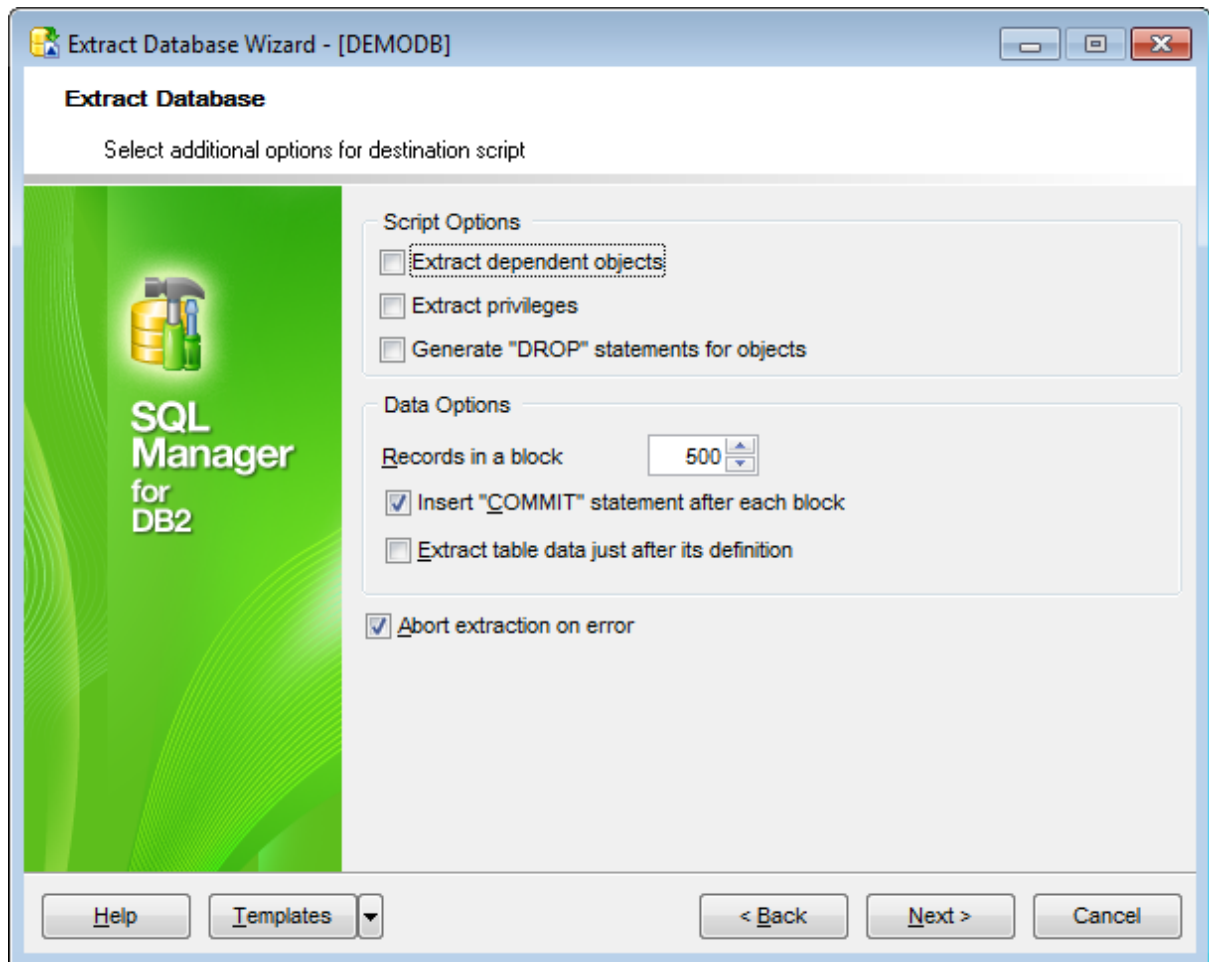 Extract Database Wizard - [DEMODB]
Extract Database
Select additional options for destination script
SQL
Manager
for
DB2
Script Options
Extract dependent objects
Extract privileges
Generate "DROP" statements for objects
Data Options
Records in a block 500
Insert "COMMIT" statement after each block
Extract table data just after its definition
Abort extraction on error
Help Templates < Back Next > Cancel